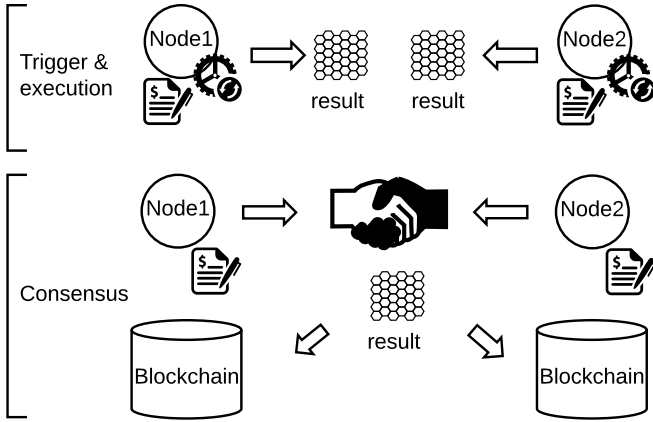 Node1
Node2
Trigger &
execution
$
$
result
result
Node1
Node2
$
$
Consensus
result
Blockchain
Blockchain